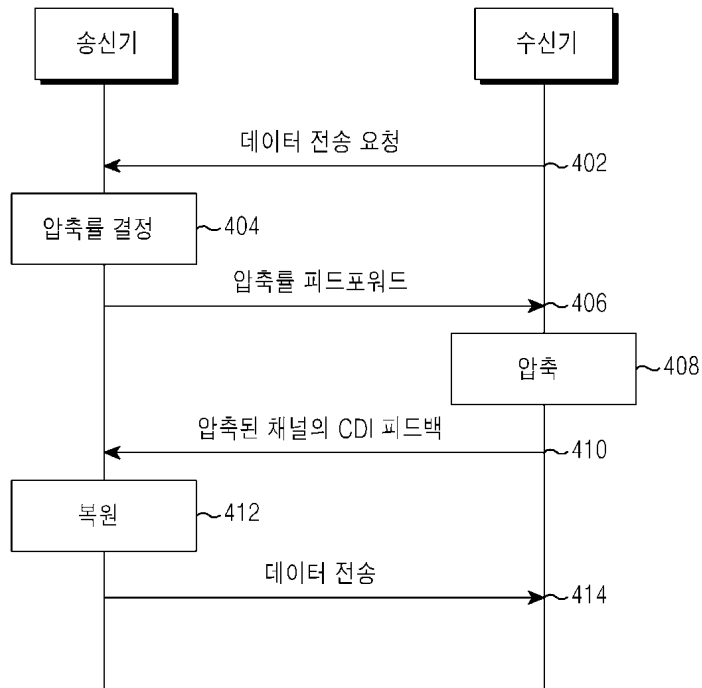 송신기
수신기
데이터 전송 요청
402
압축률 결정
404
압축률 피드포워드
406
압축
408
압축된 채널의 CDI 피드백
410
복원
412
데이터 전송
414